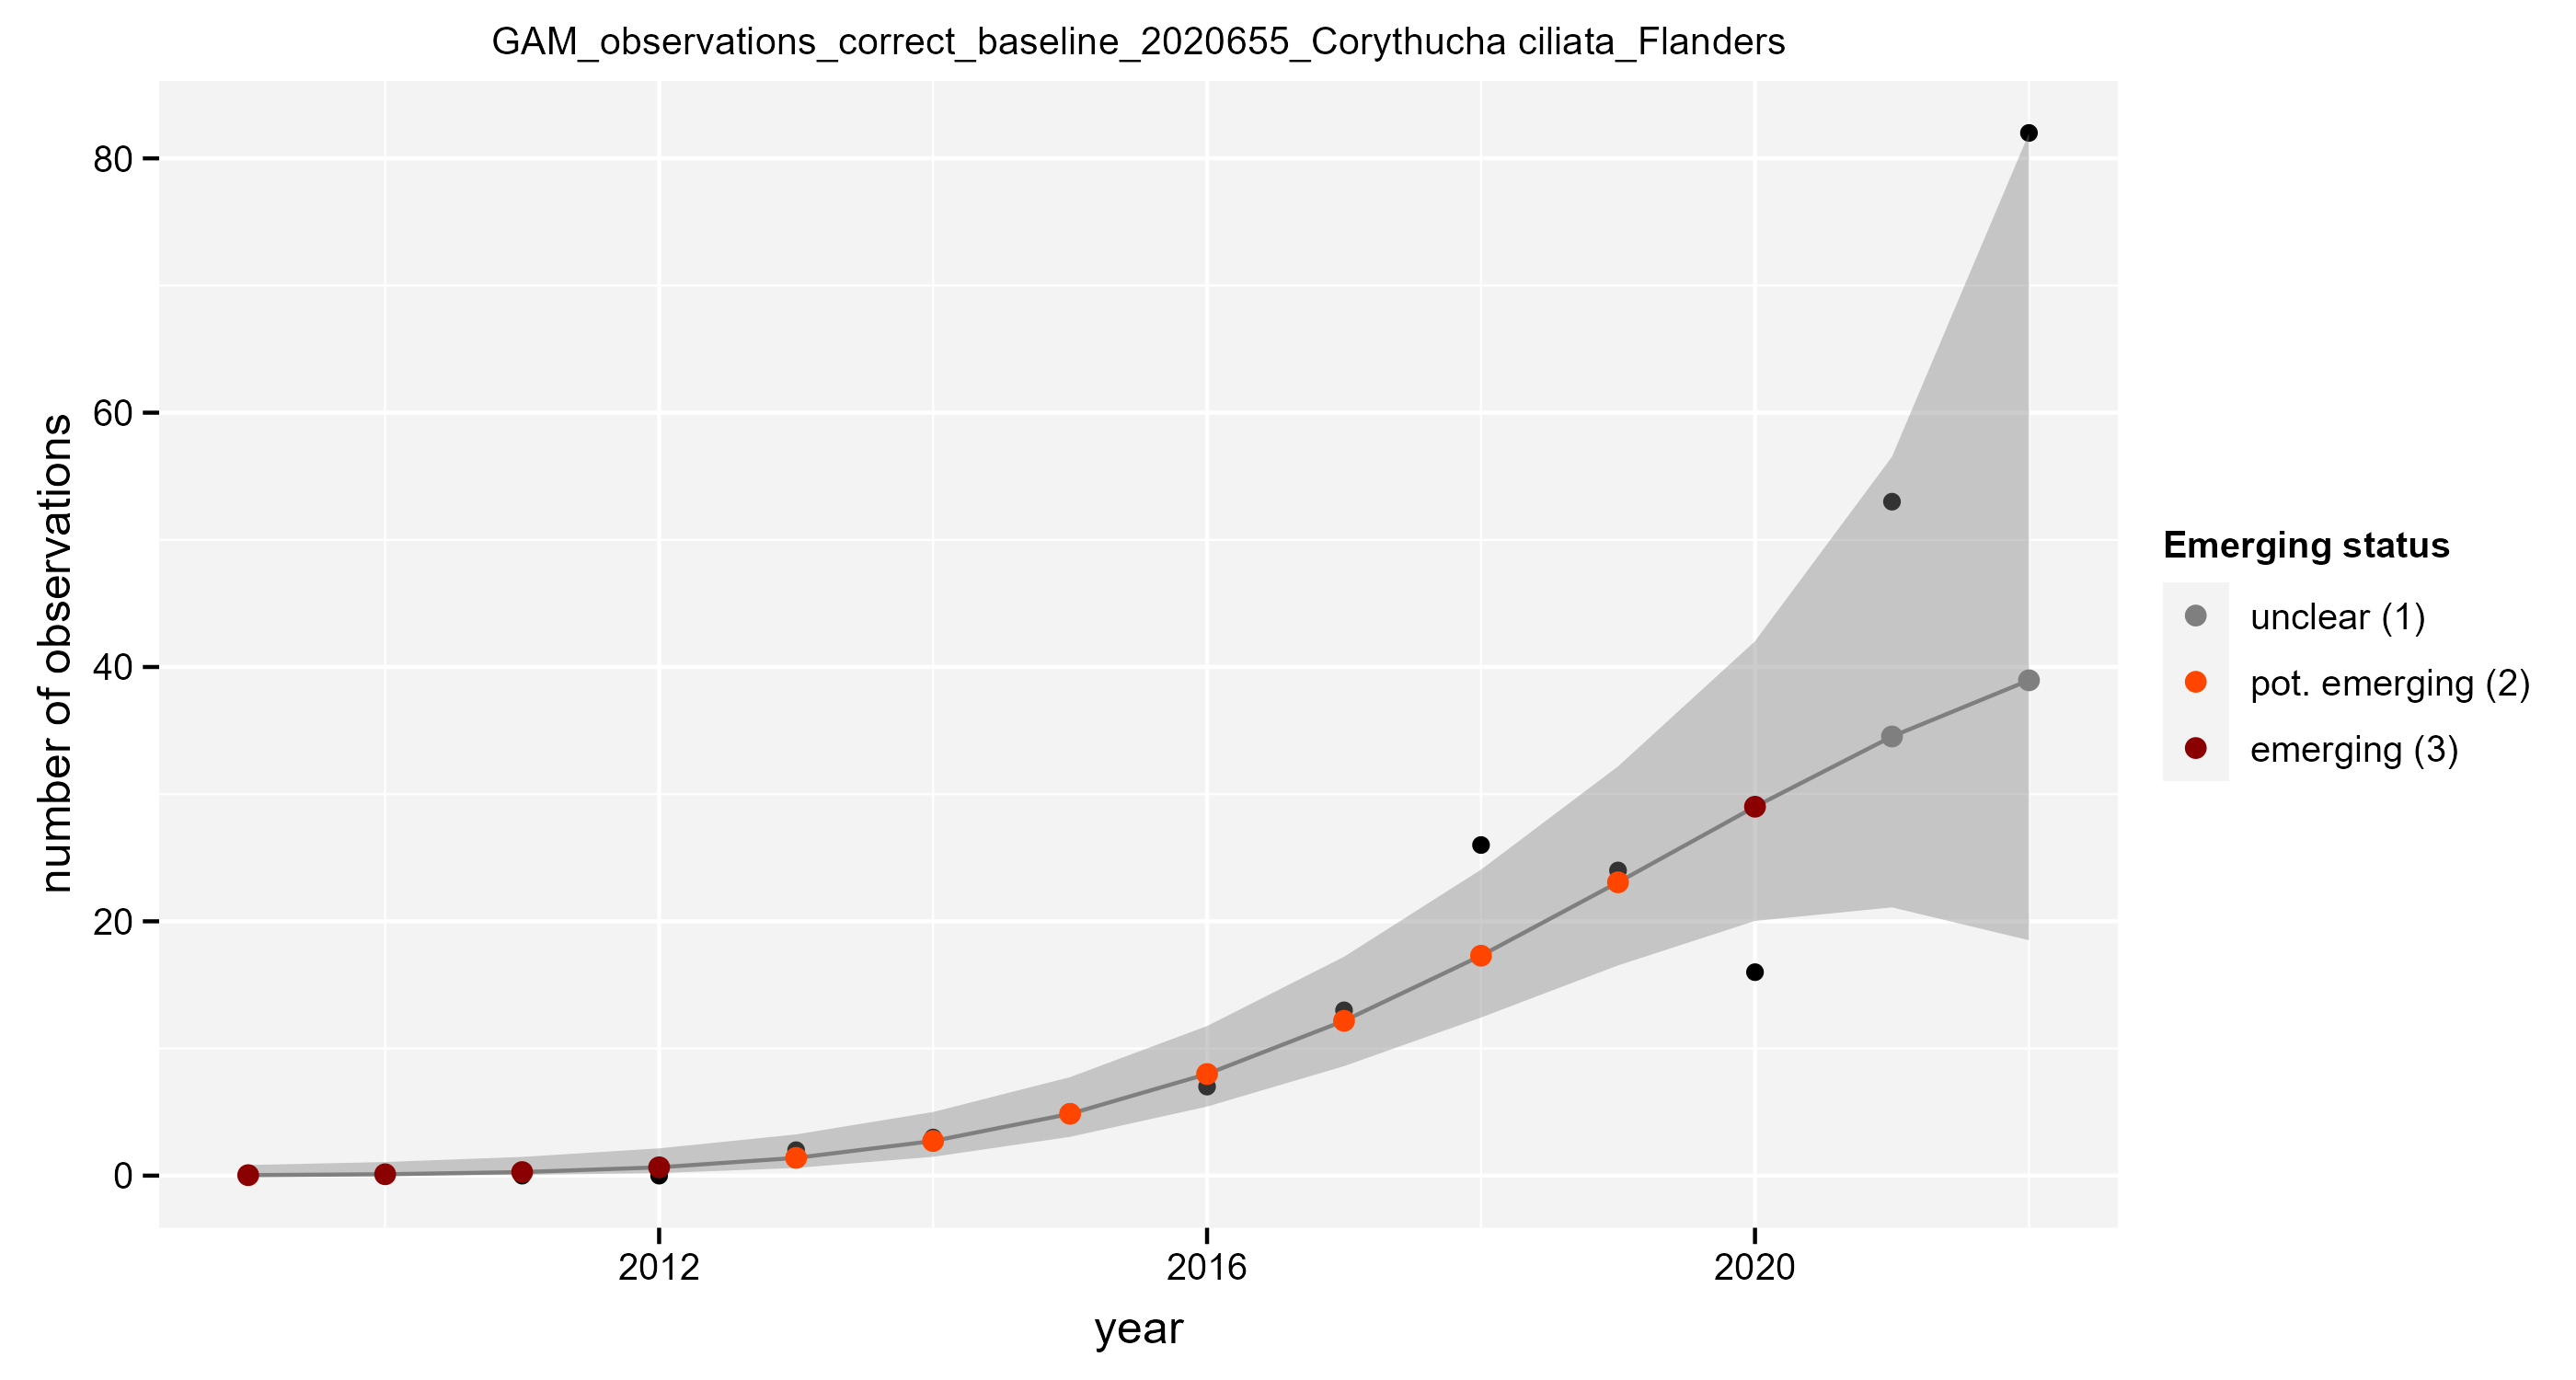 GAM_observations_correct_baseline_2020655_Corythucha ciliata_Flanders
number of observations
80
60
40
20
0
2012
2016
2020
year
Emerging status
unclear (1)
pot. emerging (2)
emerging (3)